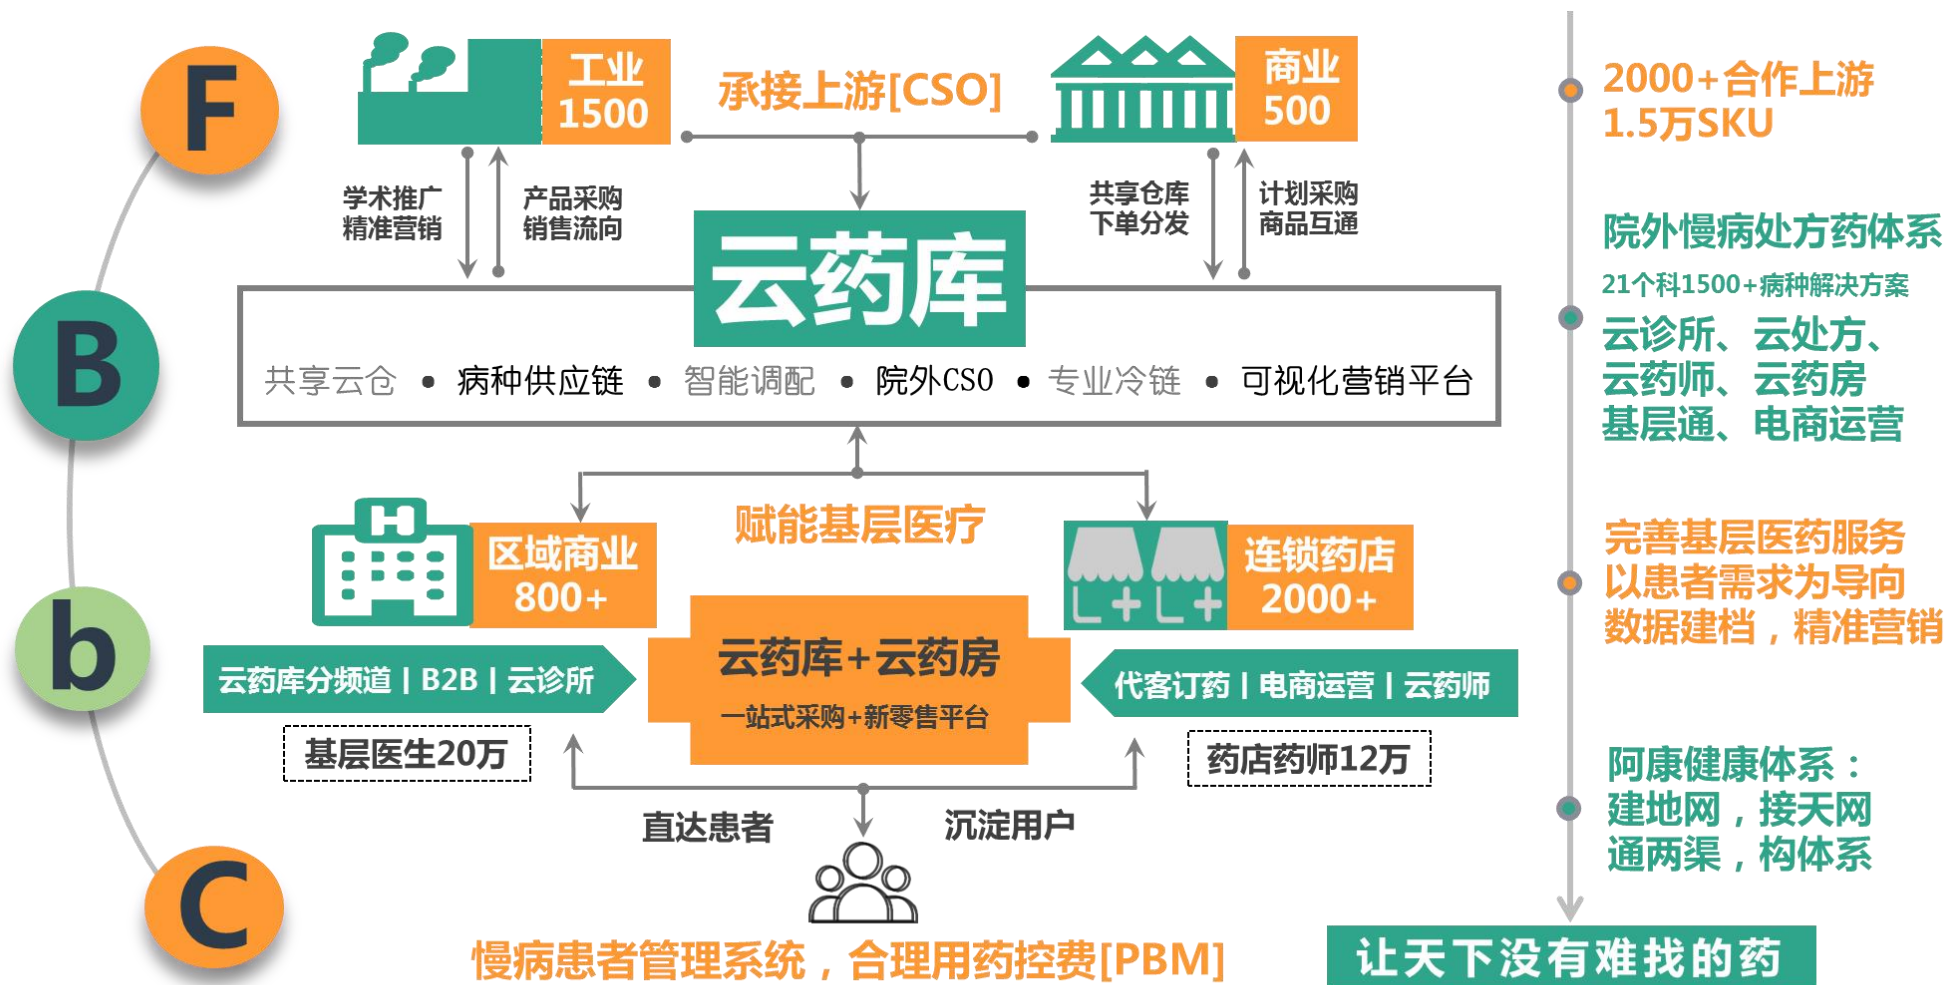 F
工业
1500
承接上游[CSO]
商业
500
学术推广
精准营销
产品采购
销售流向
共享仓库
下单分发
计划采购
商品互通
B
云药库
共享云仓 ● 病种供应链 ● 智能调配 ● 院外CSO ● 专业冷链 ● 可视化营销平台
b
H
区域商业
800+
赋能基层医疗
连锁药店
2000+
云药库分频道 | B2B | 云诊所
云药库+云药房
一站式采购+新零售平台
代客订药 | 电商运营 | 云药师
基层医生20万
药店药师12万
直达患者
沉淀用户
C
慢病患者管理系统，合理用药控费[PBM]
2000+合作上游
1.5万SKU
院外慢病处方药体系
21个科1500+病种解决方案
云诊所、云处方、
云药师、云药房
基层通、电商运营
完善基层医药服务
以患者需求为导向
数据建档，精准营销
阿康健康体系：
建地网，接天网
通两渠，构体系
让天下没有难找的药